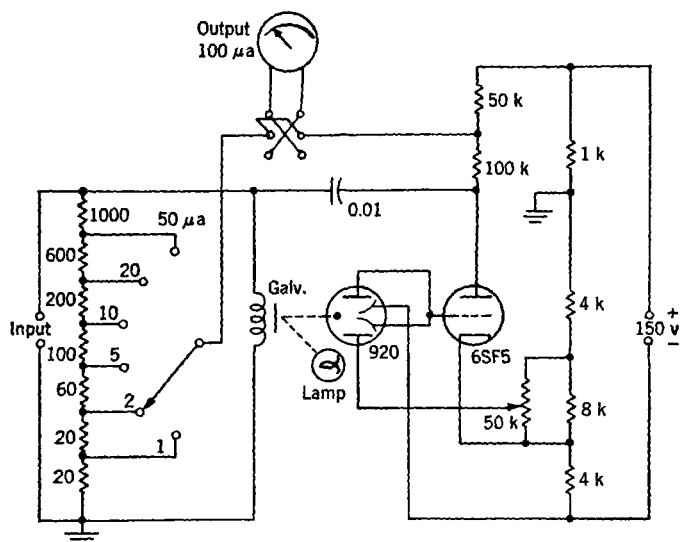 Output
100 μa
50 k
100 k
1 k
0.01
1000
50 μa
600
20
200
10
Input
100
5
60
2
20
1
20
Galv.
Lamp
920
6SF5
4 k
+
150 v
−
50 k
8 k
4 k